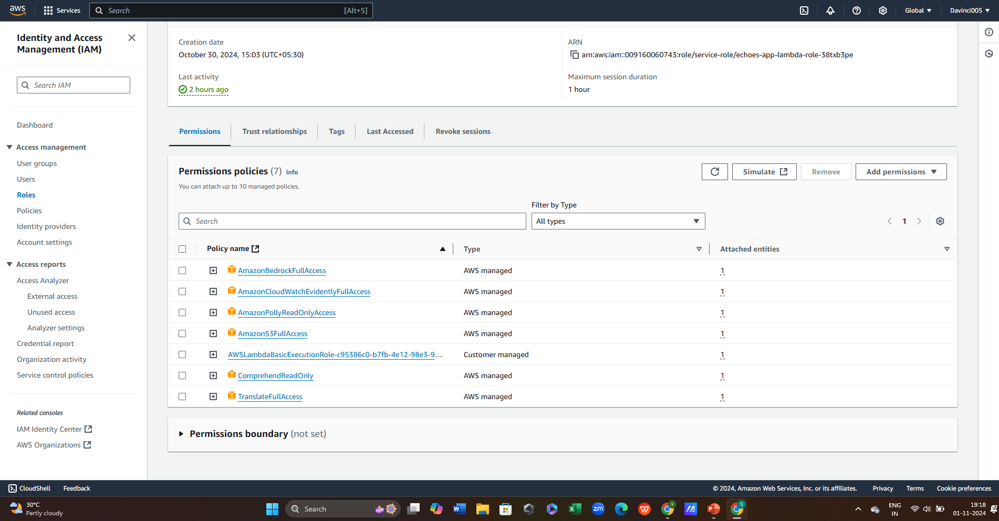 aws
Services
Search
[Alt+S]
Global
Davinci005
Identity and Access
Management (IAM)
Search IAM
Dashboard
Access management
User groups
Users
Roles
Policies
Identity providers
Account settings
Access reports
Access Analyzer
External access
Unused access
Analyzer settings
Credential report
Organization activity
Service control policies
Related consoles
IAM Identity Center
AWS Organizations
Creation date
October 30, 2024, 15:03 (UTC+05:30)
ARN
arn:aws:iam::009160060743:role/service-role/echoes-app-lambda-role-38txb3pe
Last activity
2 hours ago
Maximum session duration
1 hour
Permissions
Trust relationships
Tags
Last Accessed
Revoke sessions
Permissions policies (7) Info
You can attach up to 10 managed policies.
Simulate
Remove
Add permissions
Filter by Type
Search
All types
1
Policy name
Type
Attached entities
AmazonBedrockFullAccess
AWS managed
1
AmazonCloudWatchEvidentlyFullAccess
AWS managed
1
AmazonPollyReadOnlyAccess
AWS managed
1
AmazonS3FullAccess
AWS managed
1
AWSLambdaBasicExecutionRole-c95386c0-b7fb-4e12-98e3-9...
Customer managed
1
ComprehendReadOnly
AWS managed
1
TranslateFullAccess
AWS managed
1
Permissions boundary (not set)
CloudShell
Feedback
© 2024, Amazon Web Services, Inc. or its affiliates.
Privacy
Terms
Cookie preferences
30°C
Partly cloudy
Search
zm
ENG
IN
19:18
01-11-2024